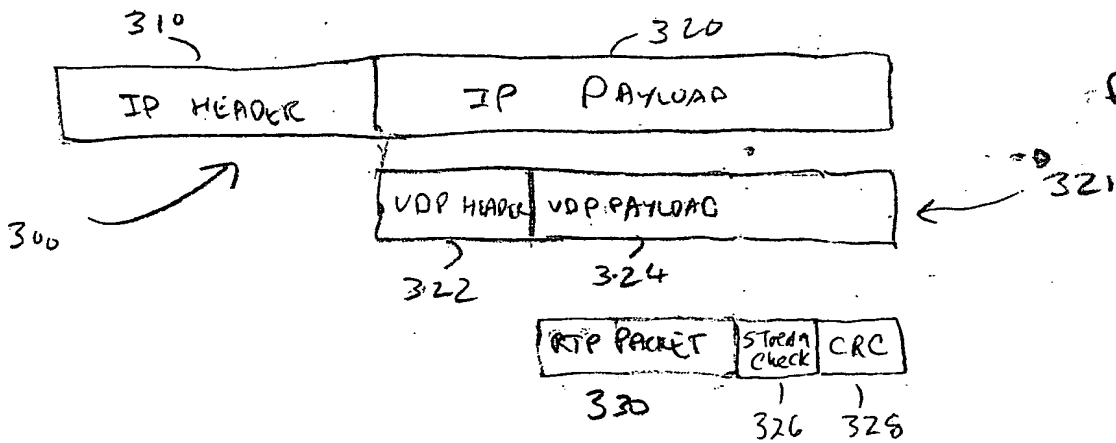 310 320
IP HEADER IP PAYLOAD
321
300
UDP HEADER UDP PAYLOAD
322 324
RTP PACKET CRC
Check
330 326 328